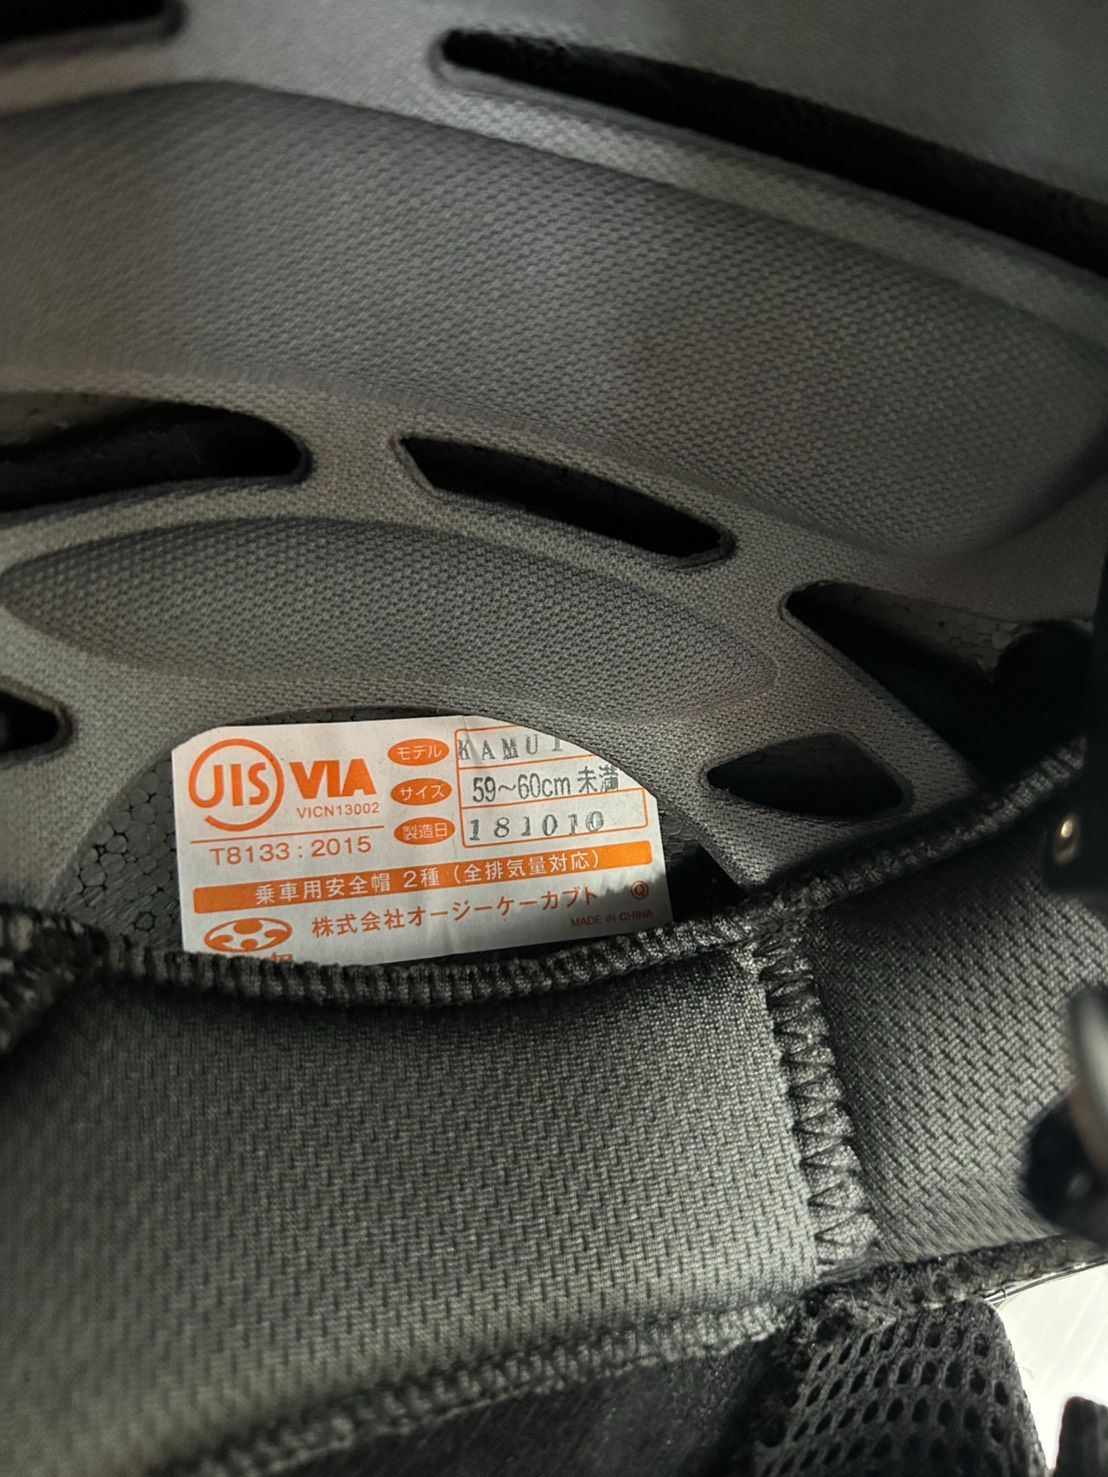 JIS VIA
VICN13002
T8133:2015
モデル KAMUI
サイズ 59～60cm 未満
製造日 181010
乗車用安全帽 2種（全排気量対応）
株式会社オージーケーカブト
MADE IN CHINA